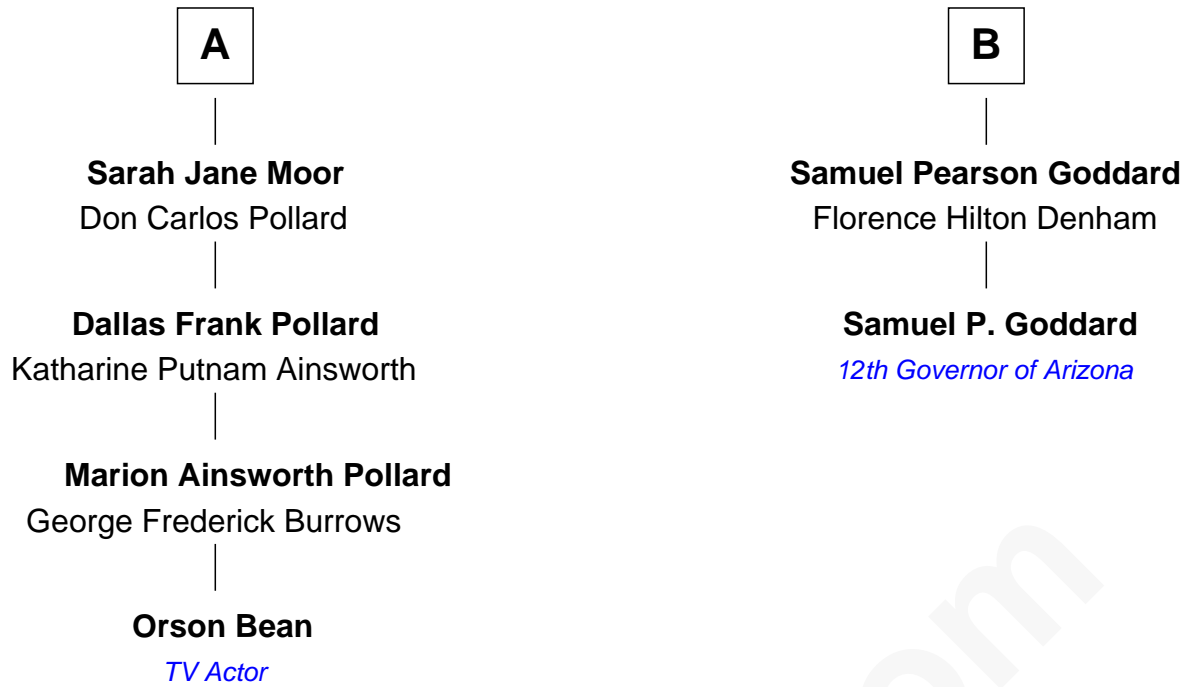 A
Sarah Jane Moor
Don Carlos Pollard
Dallas Frank Pollard
Katharine Putnam Ainsworth
Marion Ainsworth Pollard
George Frederick Burrows
Orson Bean
TV Actor
B
Samuel Pearson Goddard
Florence Hilton Denham
Samuel P. Goddard
12th Governor of Arizona
om